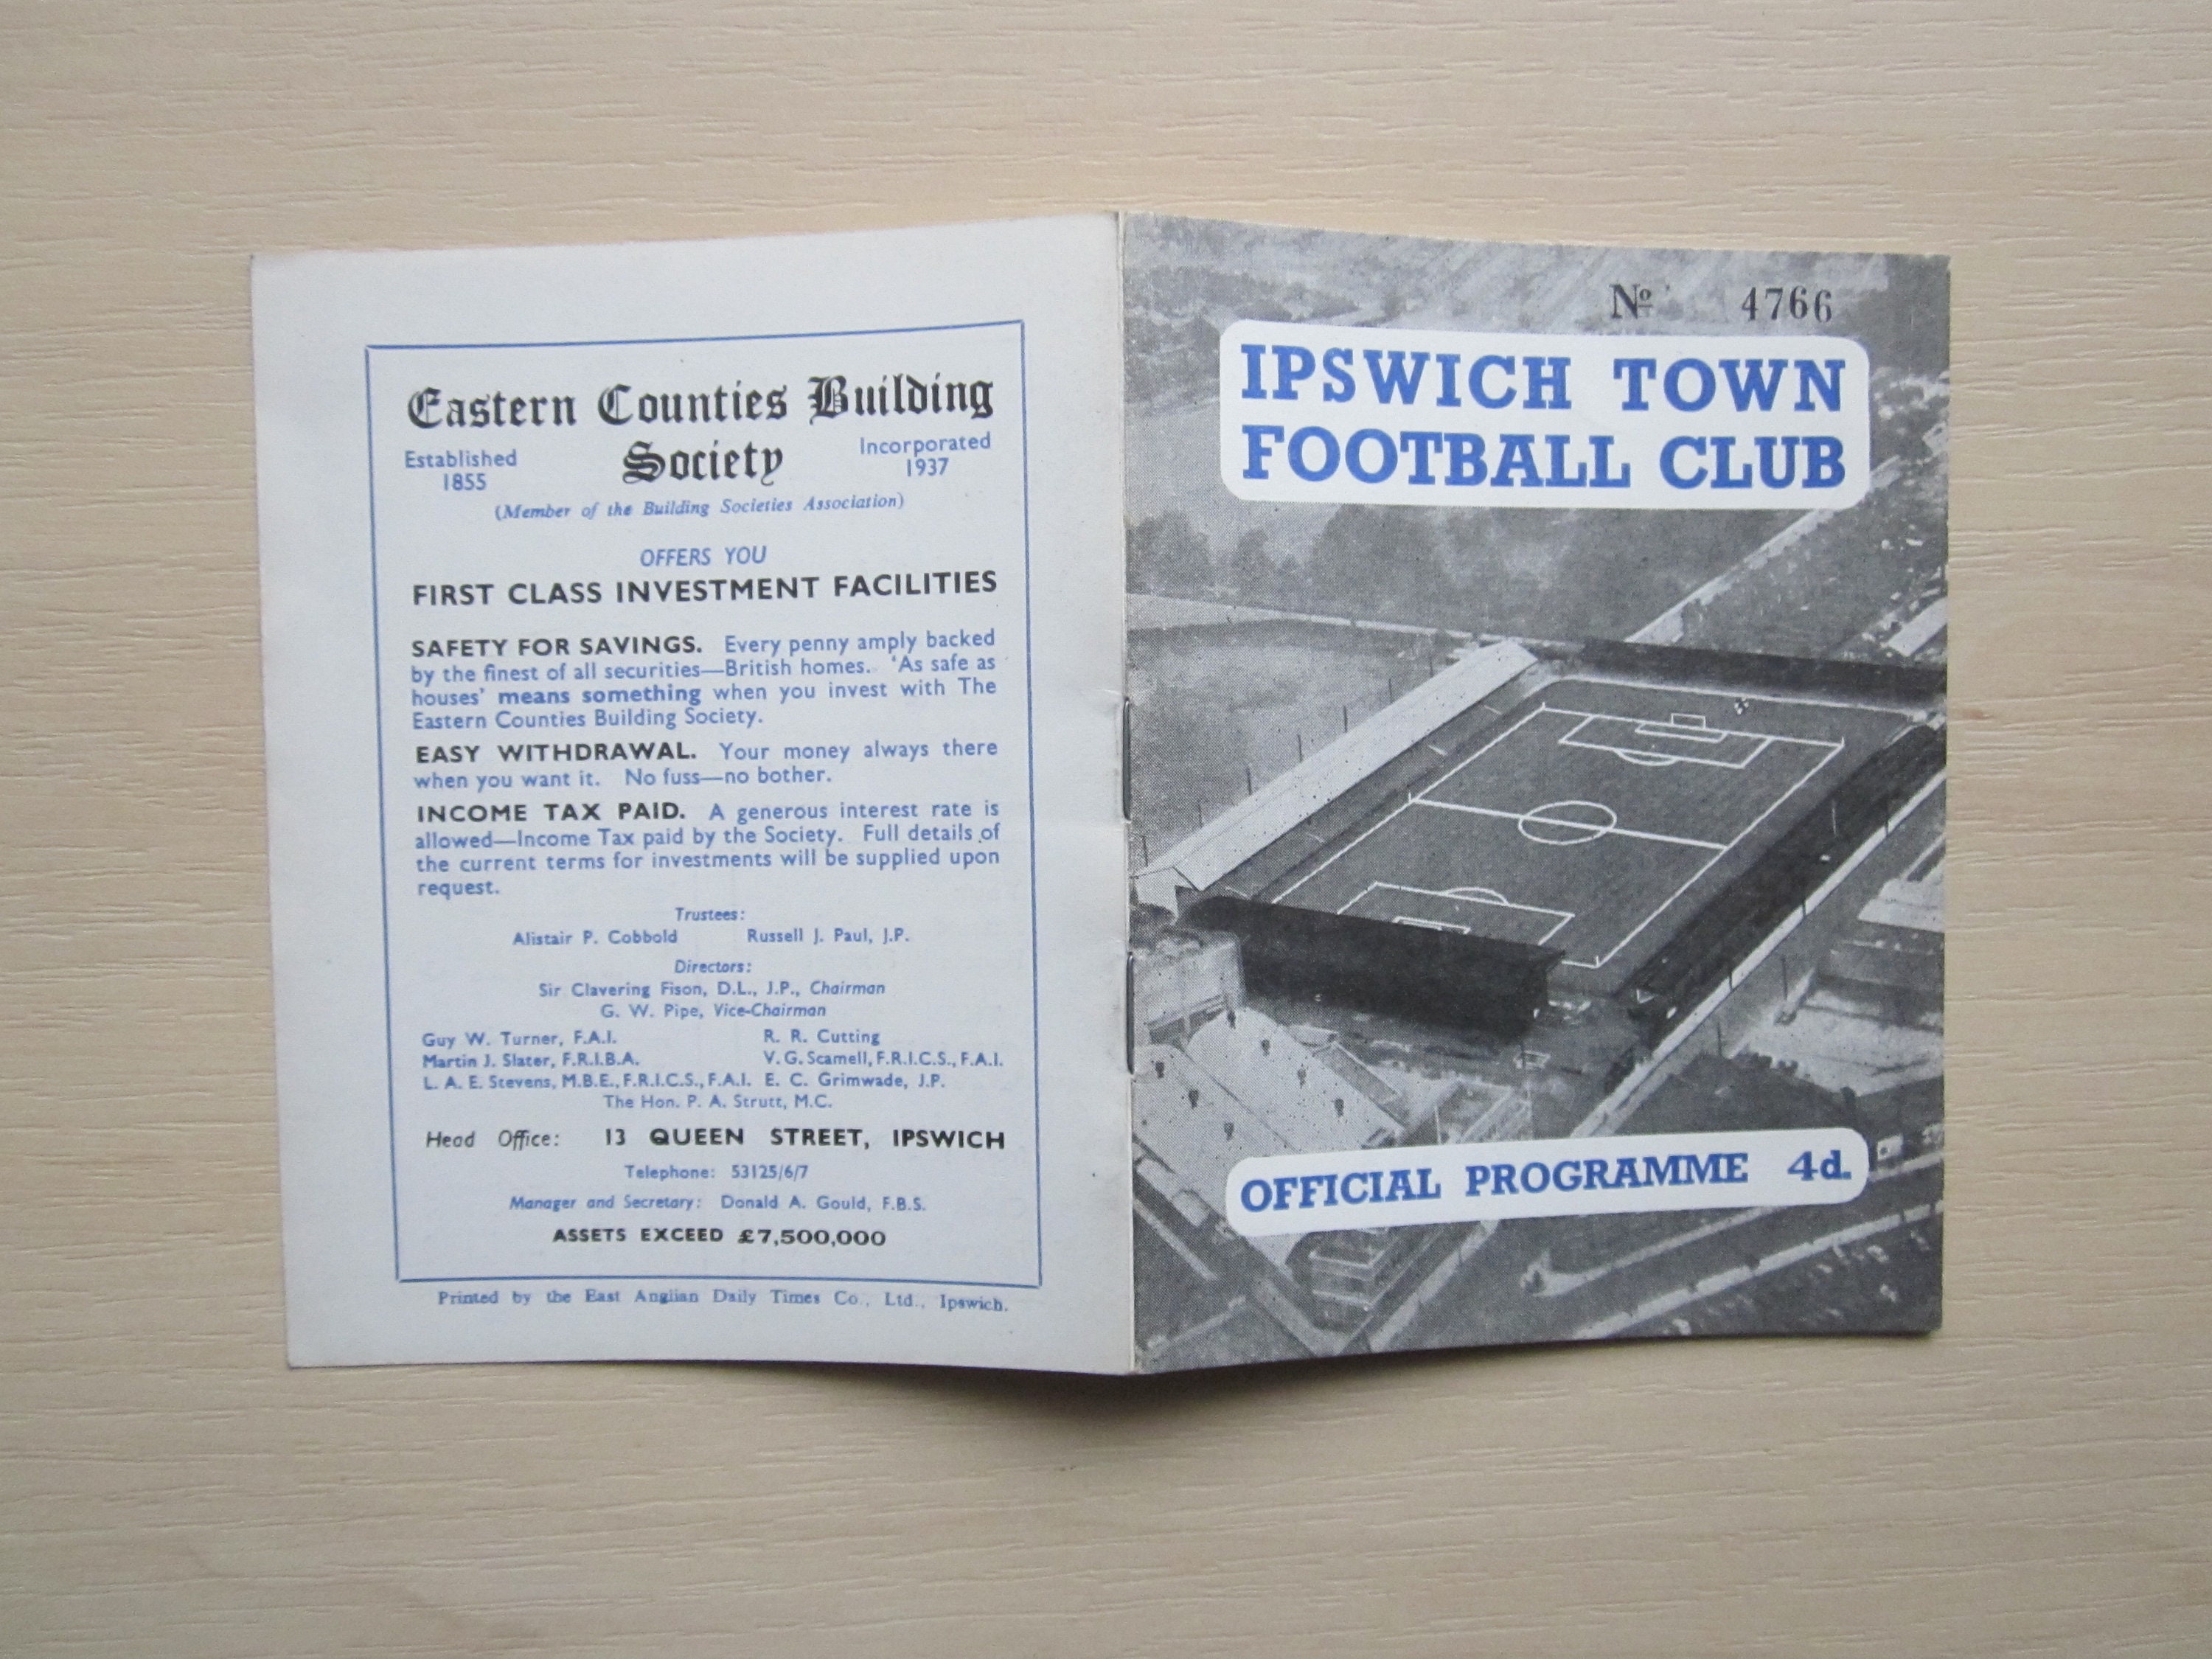 Eastern Counties Building
Society
Established
1855
Incorporated
1937
(Member of the Building Societies Association)
OFFERS YOU
FIRST CLASS INVESTMENT FACILITIES
SAFETY FOR SAVINGS. Every penny amply backed
by the finest of all securities—British homes. 'As safe as
houses' means something when you invest with The
Eastern Counties Building Society.
EASY WITHDRAWAL. Your money always there
when you want it. No fuss—no bother.
INCOME TAX PAID. A generous interest rate is
allowed—Income Tax paid by the Society. Full details of
the current terms for investments will be supplied upon
request.
Trustees:
Alistair P. Cobbold Russell J. Paul, J.P.
Directors:
Sir Clavering Fison, D.L., J.P., Chairman
G. W. Pipe, Vice-Chairman
Guy W. Turner, F.A.I. R. R. Cutting
Martin J. Slater, F.R.I.B.A. V. G. Scamell, F.R.I.C.S., F.A.I.
L. A. E. Stevens, M.B.E., F.R.I.C.S., F.A.I. E. C. Grimwade, J.P.
The Hon. P. A. Strutt, M.C.
Head Office: 13 QUEEN STREET, IPSWICH
Telephone: 53125/6/7
Manager and Secretary: Donald A. Gould, F.B.S.
ASSETS EXCEED £7,500,000
Printed by the East Anglian Daily Times Co., Ltd., Ipswich.
Nº 4766
IPSWICH TOWN
FOOTBALL CLUB
OFFICIAL PROGRAMME 4d.